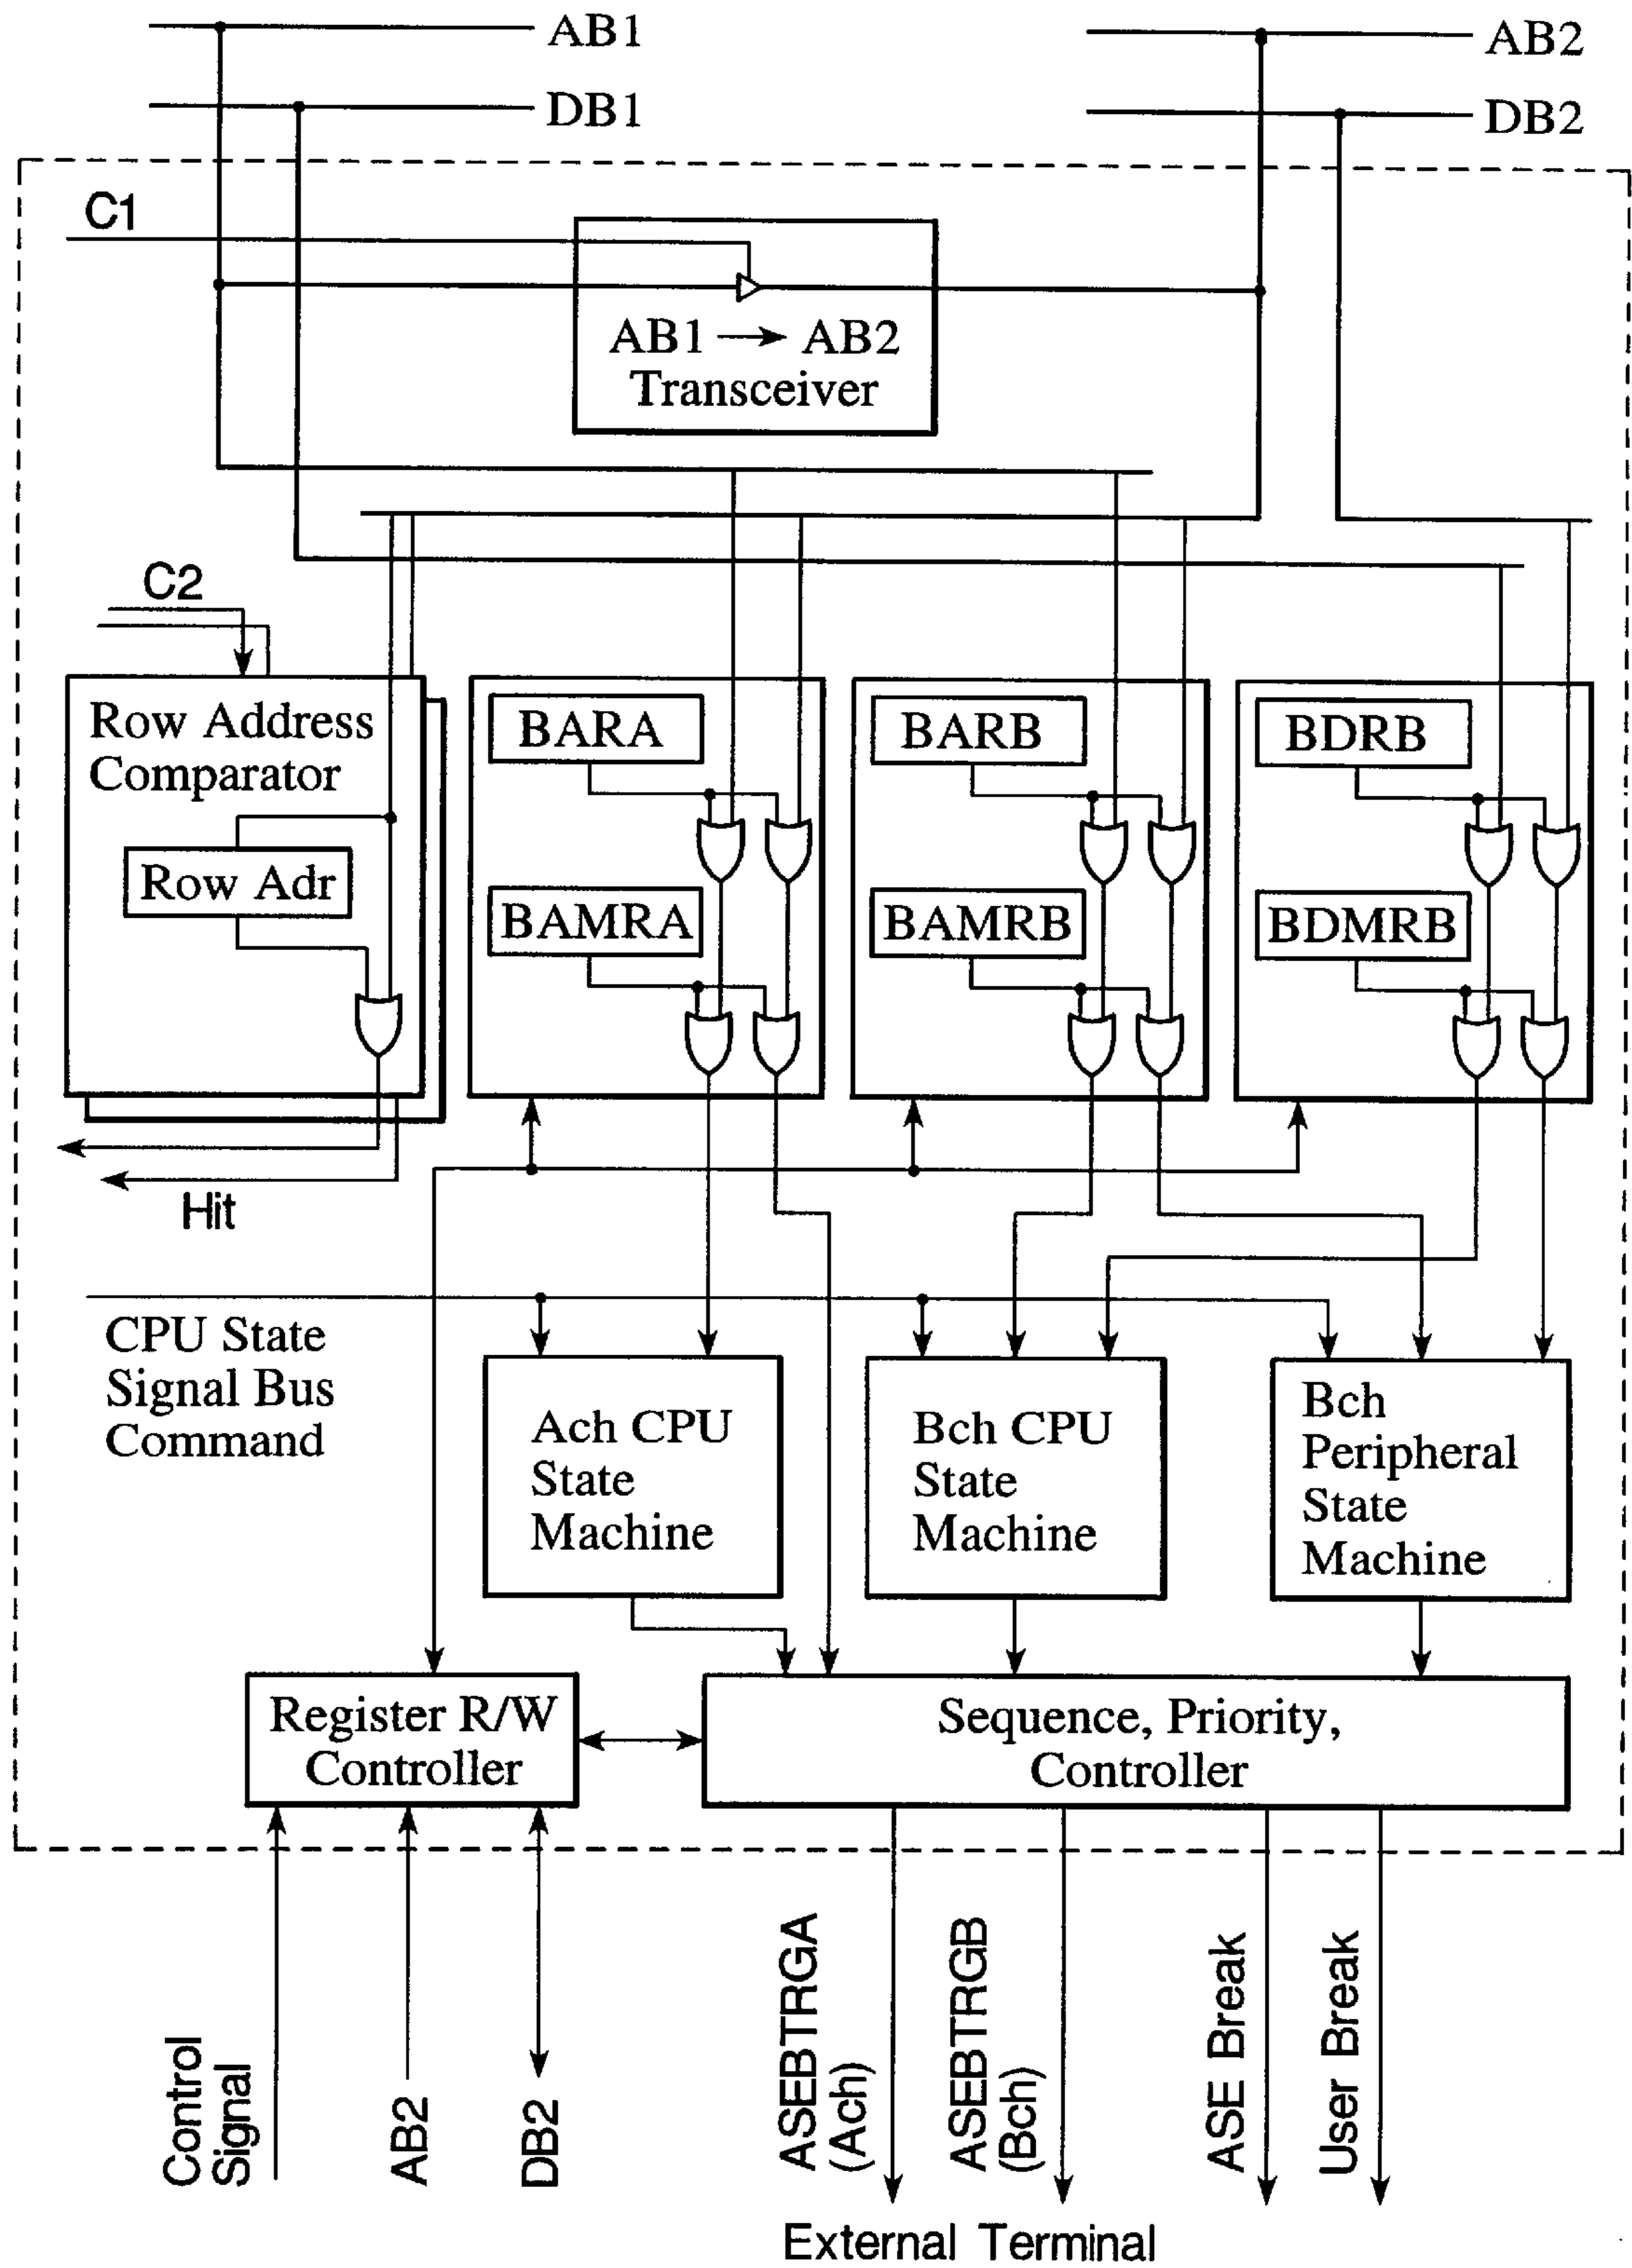 AB1
AB2
DB1
DB2
C1
AB1 → AB2
Transceiver
C2
Row Address
Comparator
Row Adr
BARA
BAMRA
BARB
BAMRB
BDRB
BDMRB
Hit
CPU State
Signal Bus
Command
Ach CPU
State
Machine
Bch CPU
State
Machine
Bch
Peripheral
State
Machine
Register R/W
Controller
Sequence, Priority,
Controller
Control
Signal
AB2
DB2
ASEBTRGA
(Ach)
ASEBTRGB
(Bch)
ASE Break
User Break
External Terminal